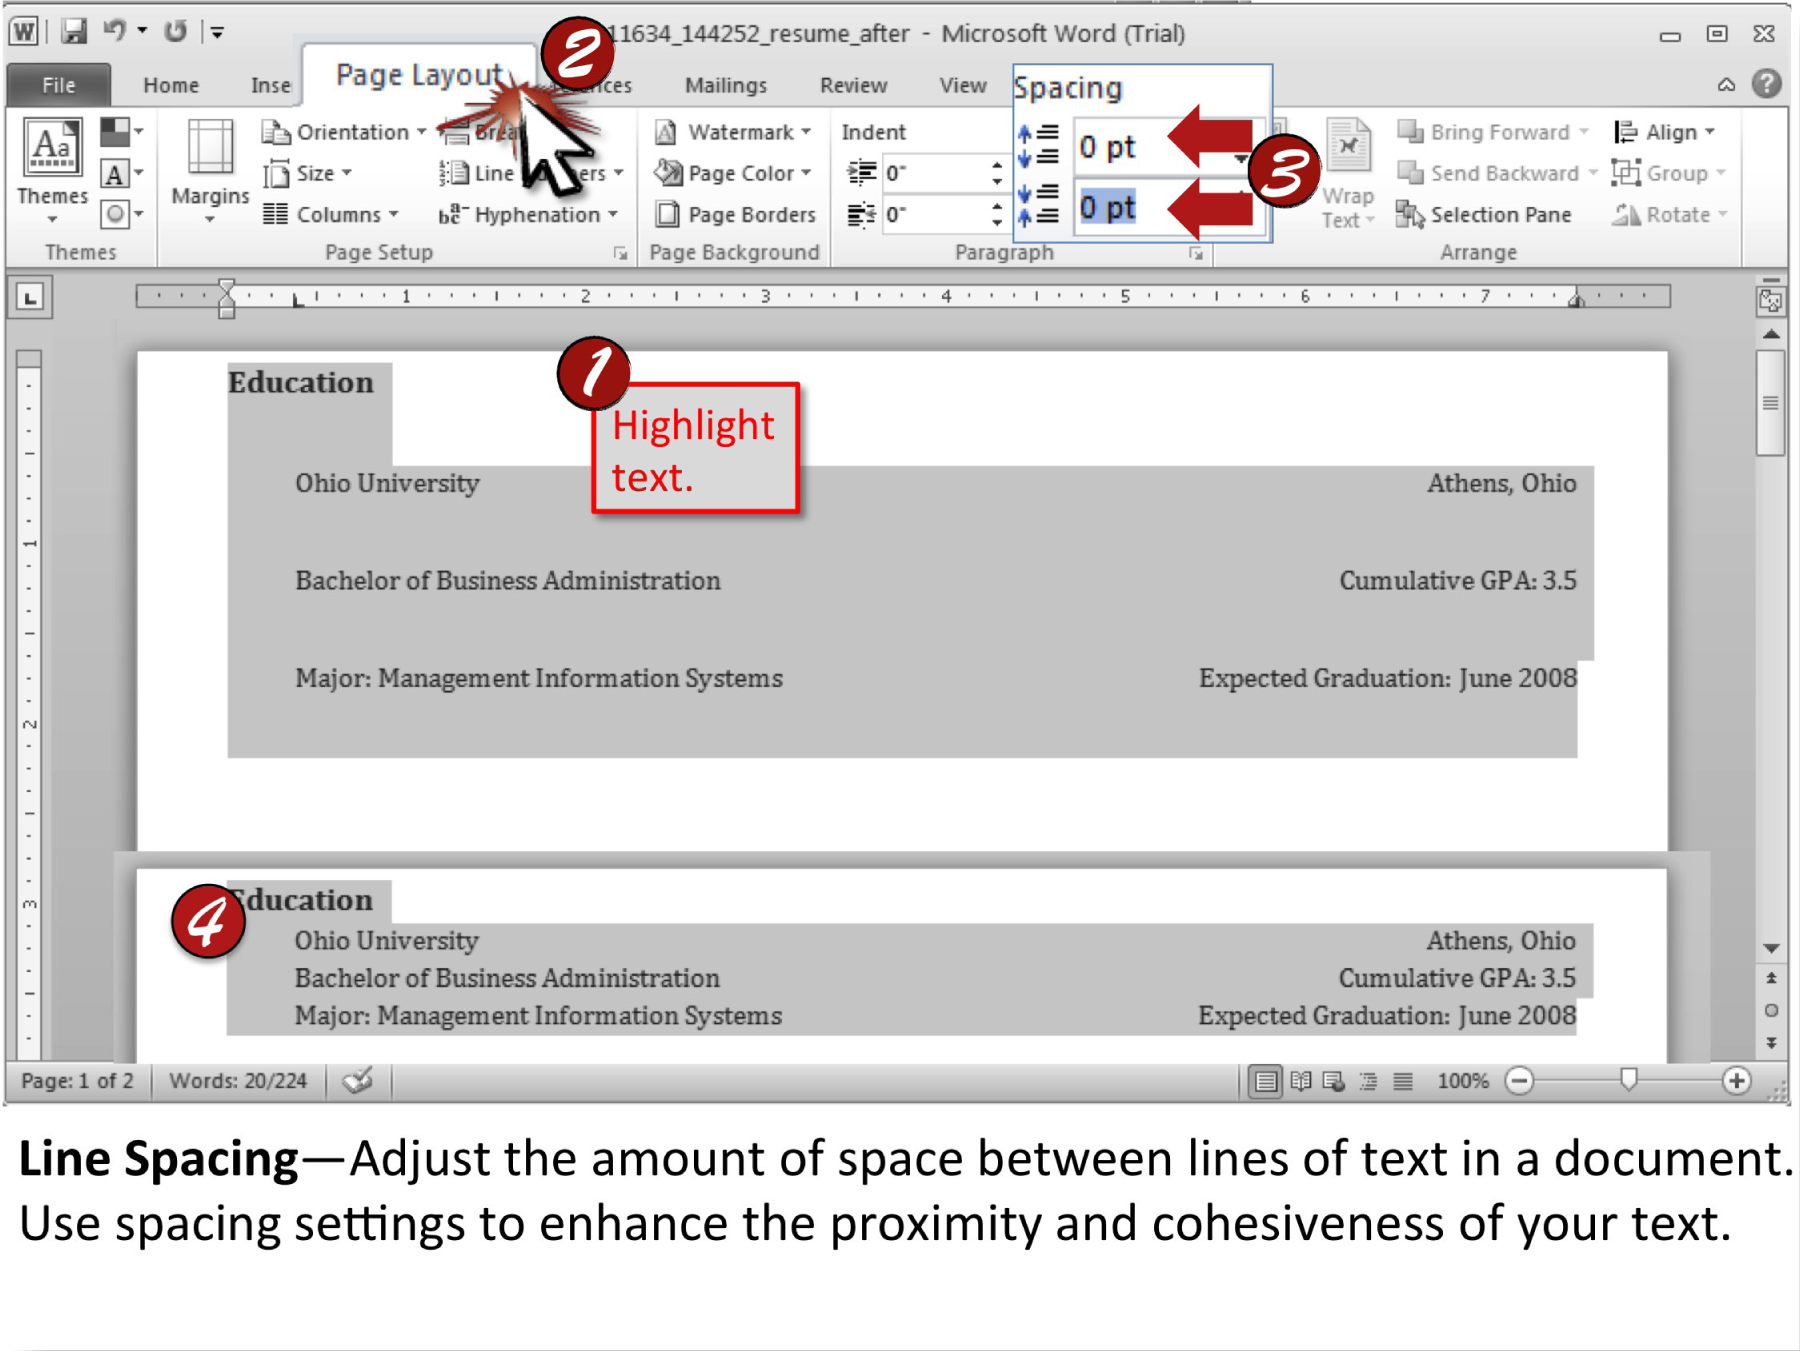 11634_144252_resume_after - Microsoft Word (Trial)
2
File Home Inse Page Layout Mailings Review View
Spacing
Aa
Themes
Margins
Orientation
Size
Columns
Hyphenation
Watermark
Page Color
Page Borders
Indent
0"
0"
0 pt
0 pt
3
Wrap
Text
Bring Forward
Send Backward
Selection Pane
Align
Group
Rotate
Themes Page Setup Page Background Paragraph Arrange
1 2 3 4 5 6 7
1
Highlight
text.
Education
Ohio University Athens, Ohio
Bachelor of Business Administration Cumulative GPA: 3.5
Major: Management Information Systems Expected Graduation: June 2008
1
2
3
4
Education
Ohio University Athens, Ohio
Bachelor of Business Administration Cumulative GPA: 3.5
Major: Management Information Systems Expected Graduation: June 2008
Page: 1 of 2 Words: 20/224 100%
Line Spacing—Adjust the amount of space between lines of text in a document.
Use spacing settings to enhance the proximity and cohesiveness of your text.